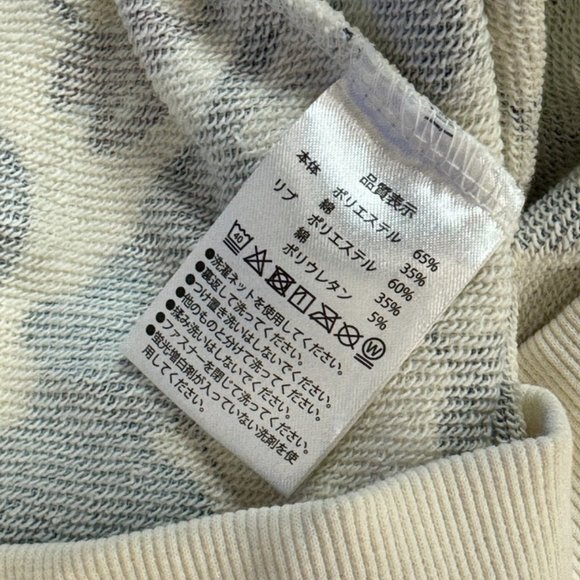 品質表示
本体 ポリエステル 65%
綿 35%
リブ ポリエステル 60%
綿 35%
ポリウレタン 5%
40 W
●洗濯ネットを使用してください。
●裏返して洗ってください。
●つけ置き洗いはしないでください。
●他のものと分けて洗ってください。
●揉み洗いはしないでください。
●ファスナーを閉じて洗ってください。
●蛍光増白剤が入っていない洗剤を使
用してください。